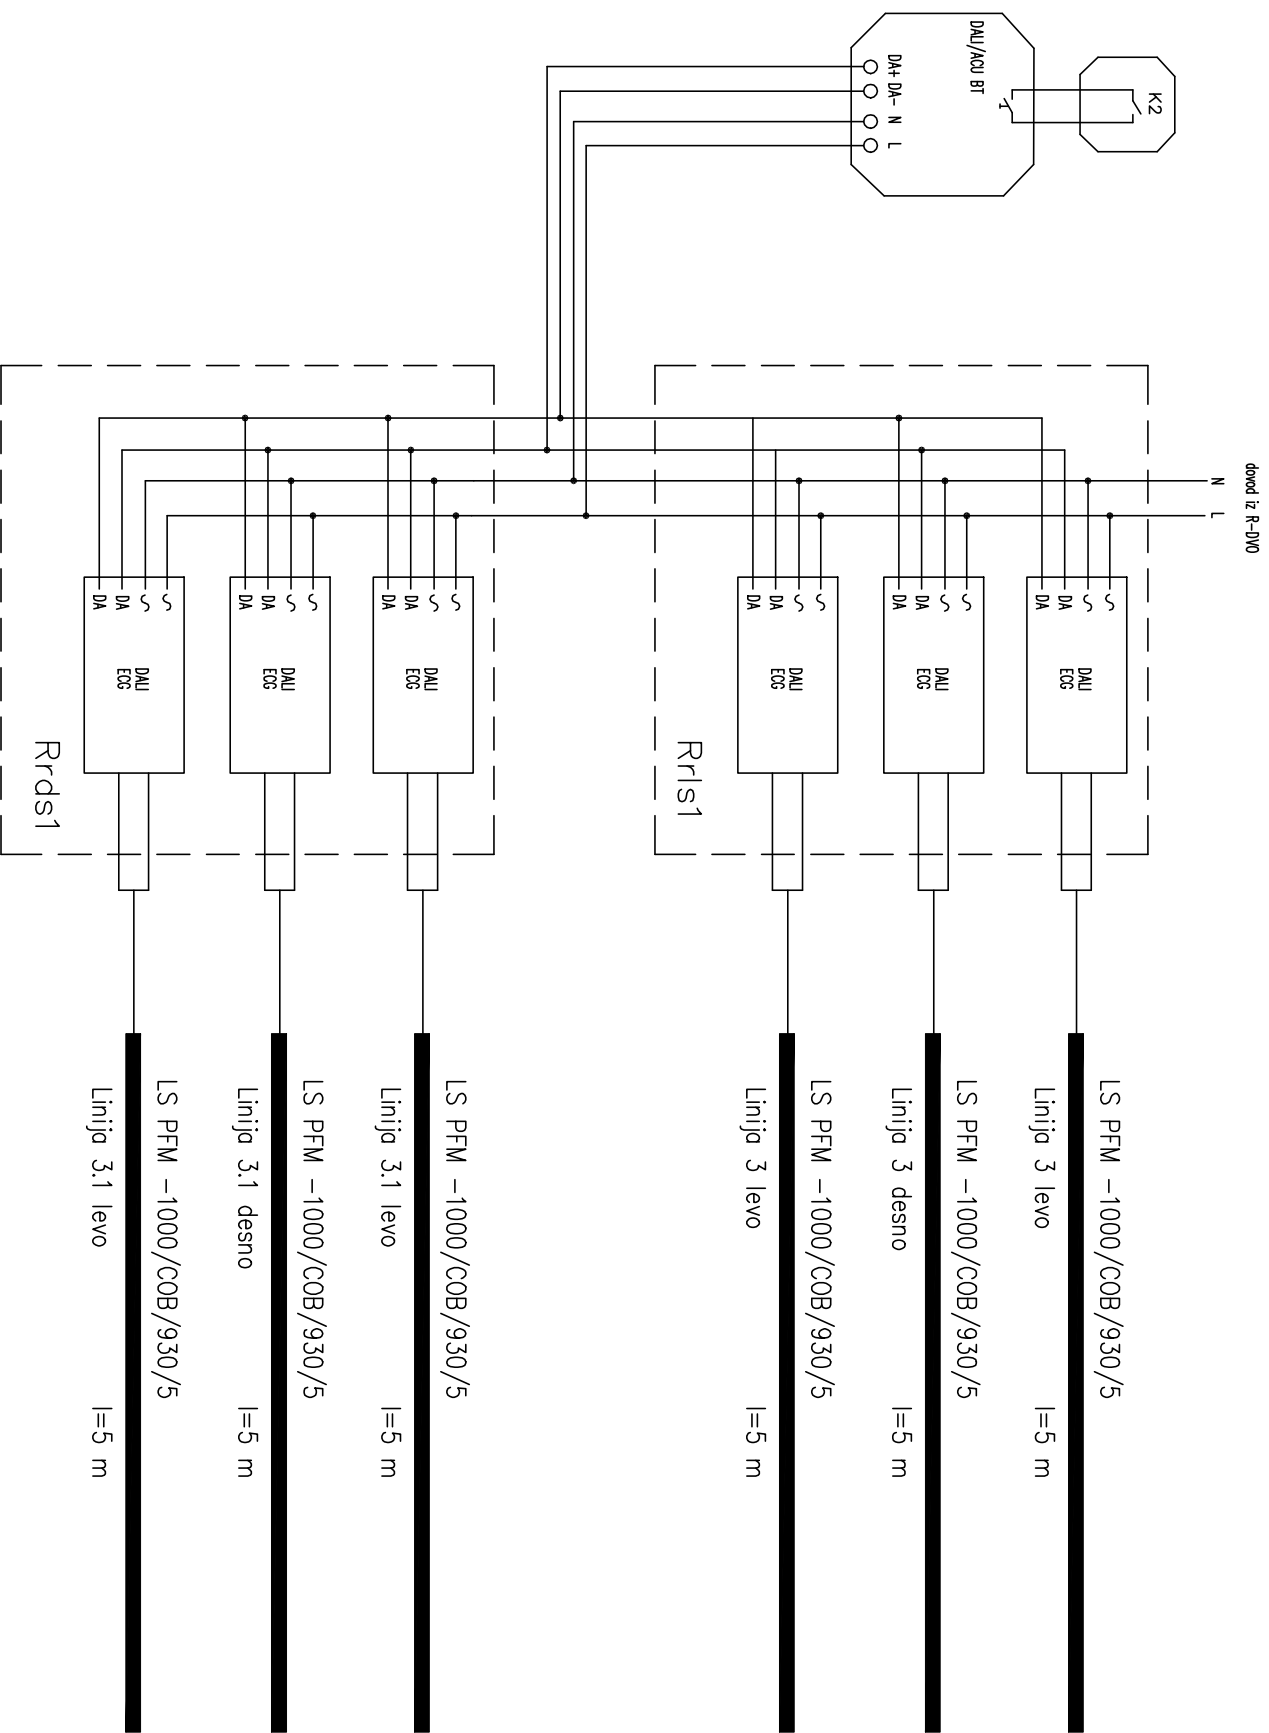 K2
DALI/ACU BT
DA+
DA-
N
L
dovod iz R-DVO
N
L
DA
DA
DALI
ECG
LS PFM -1000/COB/930/5
Linija 3 levo l=5 m
DA
DA
DALI
ECG
LS PFM -1000/COB/930/5
Linija 3 desno l=5 m
DA
DA
DALI
ECG
LS PFM -1000/COB/930/5
Linija 3 levo l=5 m
Rrls1
DA
DA
DALI
ECG
LS PFM -1000/COB/930/5
Linija 3.1 levo l=5 m
DA
DA
DALI
ECG
LS PFM -1000/COB/930/5
Linija 3.1 desno l=5 m
DA
DA
DALI
ECG
LS PFM -1000/COB/930/5
Linija 3.1 levo l=5 m
Rrds1